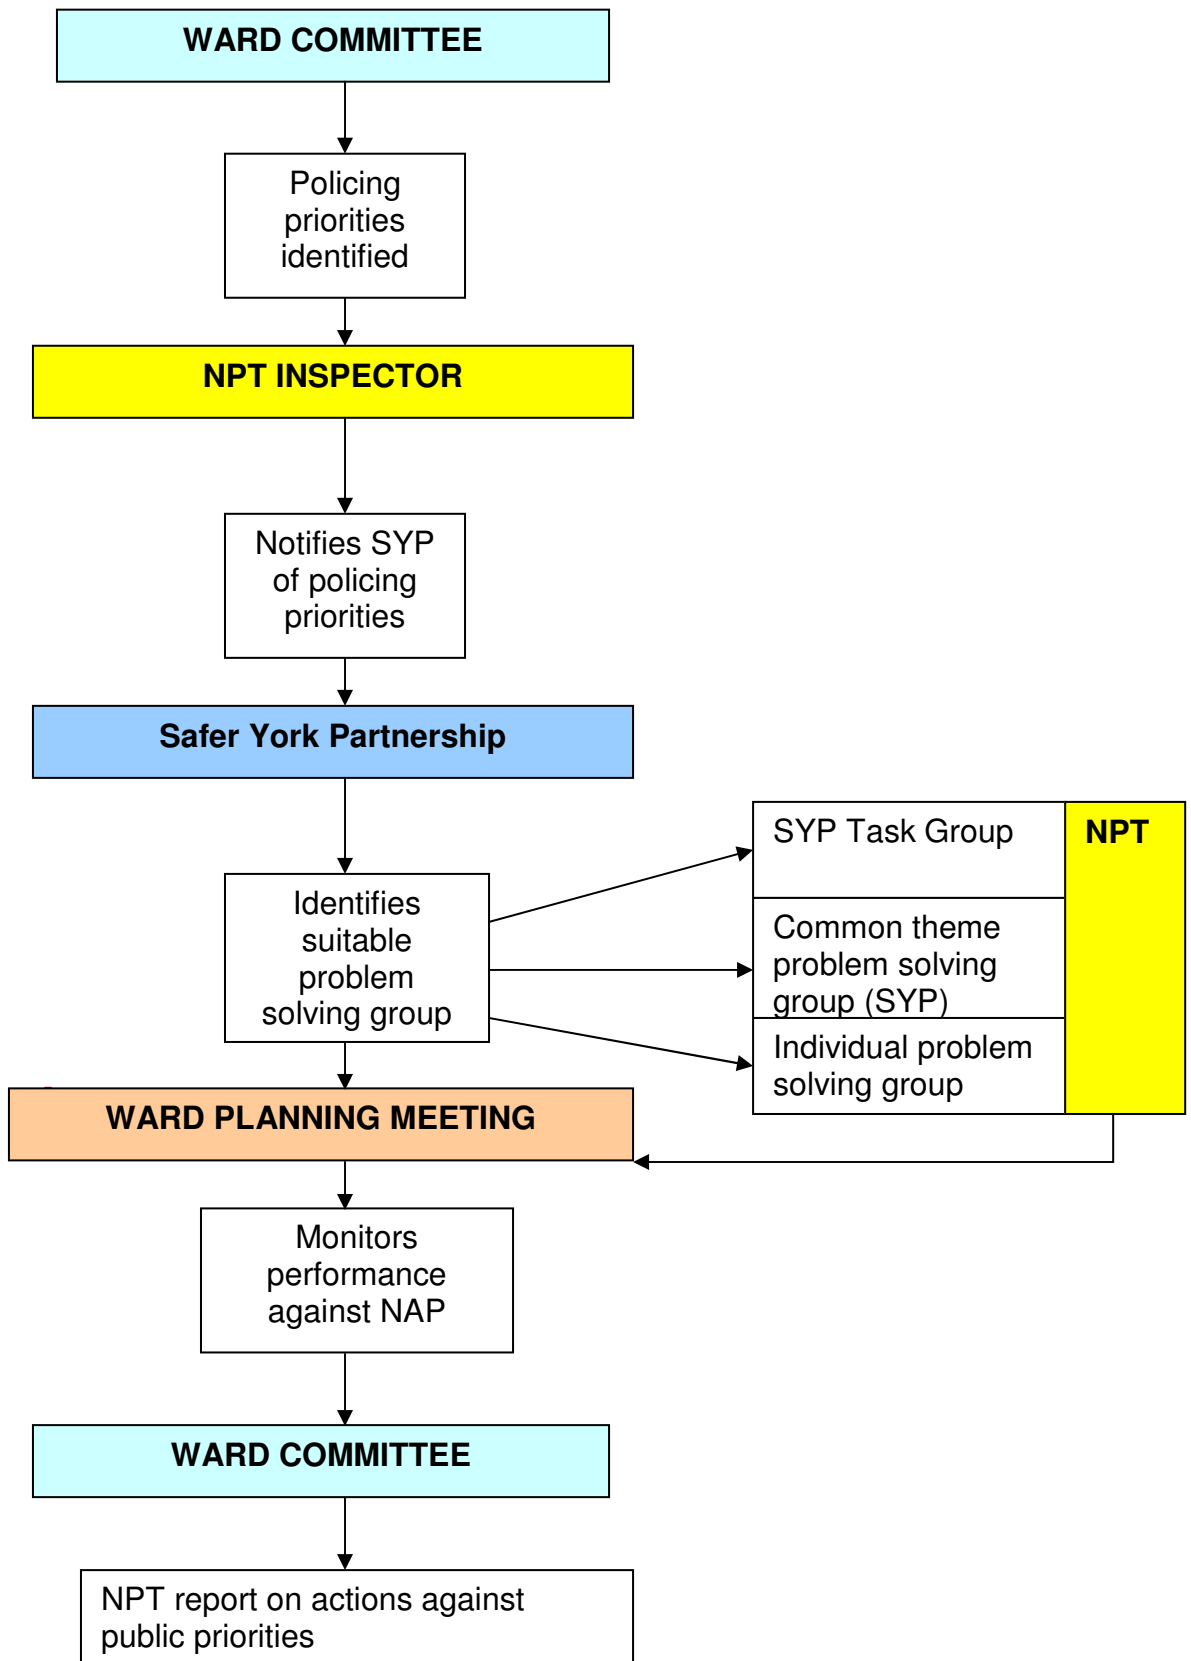 WARD COMMITTEE
Policing
priorities
identified
NPT INSPECTOR
Notifies SYP
of policing
priorities
Safer York Partnership
Identifies
suitable
problem
solving group
SYP Task Group
NPT
Common theme
problem solving
group (SYP)
Individual problem
solving group
WARD PLANNING MEETING
Monitors
performance
against NAP
WARD COMMITTEE
NPT report on actions against
public priorities